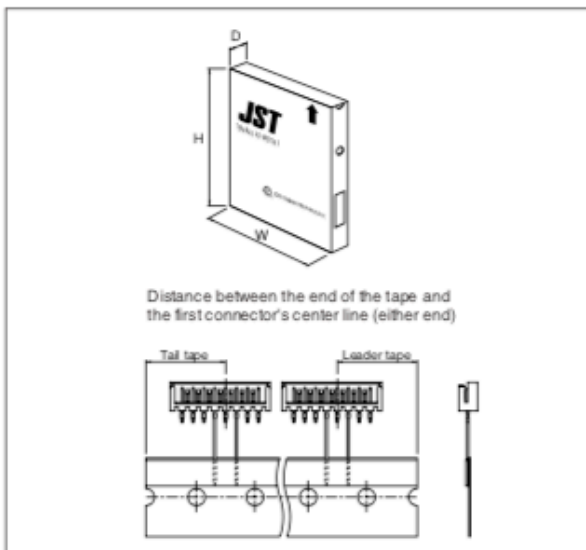 D
JST
H
W
Distance between the end of the tape and
the first connector's center line (either end)
Tail tape
Leader tape